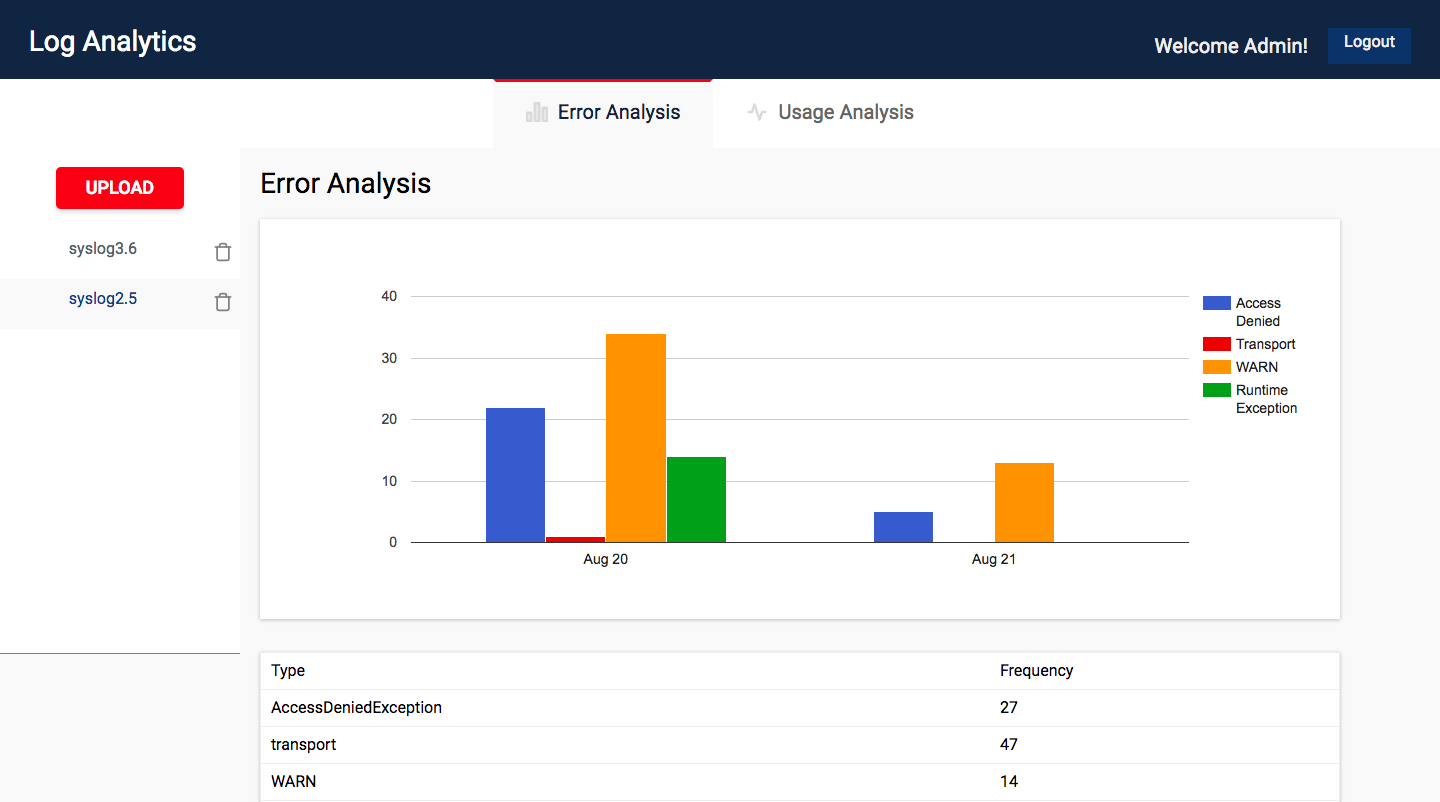 Log Analytics
Welcome Admin!
Logout
Error Analysis
Usage Analysis
UPLOAD
syslog3.6
syslog2.5
Error Analysis
40
30
20
10
0
Aug 20
Aug 21
Access
Denied
Transport
WARN
Runtime
Exception
Type Frequency
AccessDeniedException 27
transport 47
WARN 14